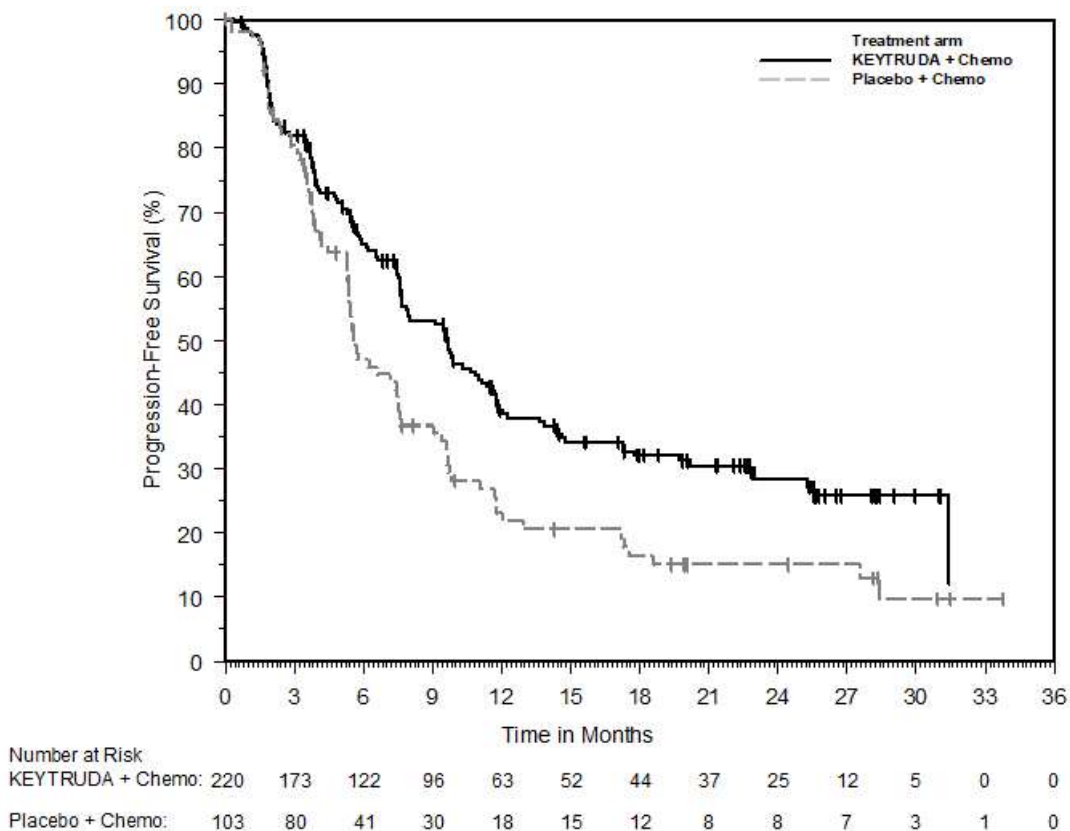 Treatment arm
KEYTRUDA + Chemo
Placebo + Chemo
Progression-Free Survival (%)
100
90
80
70
60
50
40
30
20
10
0
0 3 6 9 12 15 18 21 24 27 30 33 36
Time in Months
Number at Risk
KEYTRUDA + Chemo: 220 173 122 96 63 52 44 37 25 12 5 0 0
Placebo + Chemo: 103 80 41 30 18 15 12 8 8 7 3 1 0